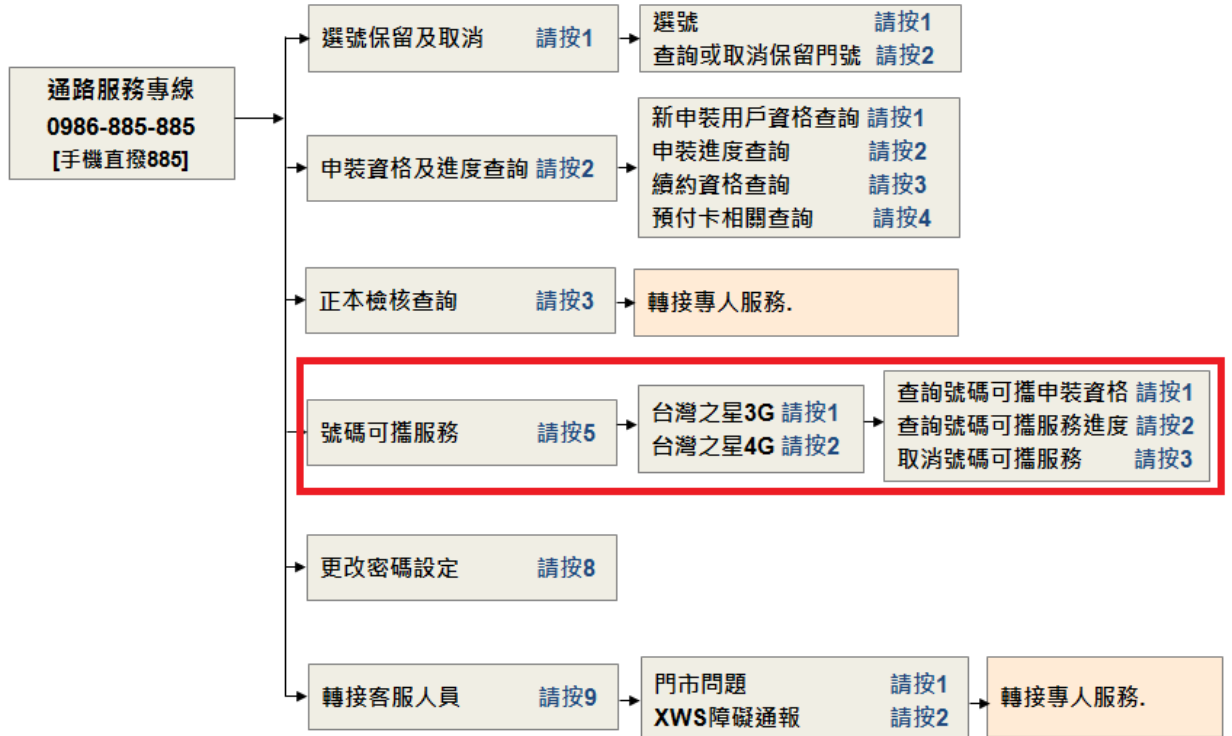 通路服務專線
0986-885-885
[手機直撥885]
選號保留及取消 請按1
選號 請按1
查詢或取消保留門號 請按2
申裝資格及進度查詢 請按2
新申裝用戶資格查詢 請按1
申裝進度查詢 請按2
續約資格查詢 請按3
預付卡相關查詢 請按4
正本檢核查詢 請按3
轉接專人服務.
號碼可攜服務 請按5
台灣之星3G 請按1
台灣之星4G 請按2
查詢號碼可攜申裝資格 請按1
查詢號碼可攜服務進度 請按2
取消號碼可攜服務 請按3
更改密碼設定 請按8
轉接客服人員 請按9
門市問題 請按1
XWS障礙通報 請按2
轉接專人服務.